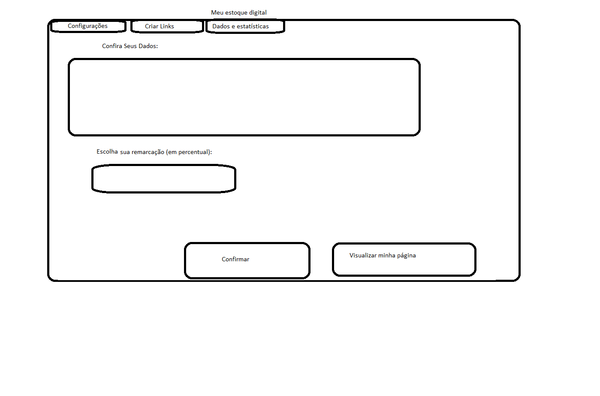 Meu estoque digital
Configurações
Criar Links
Dados e estatísticas
Confira Seus Dados:
Escolha sua remarcação (em percentual):
Confirmar
Visualizar minha página